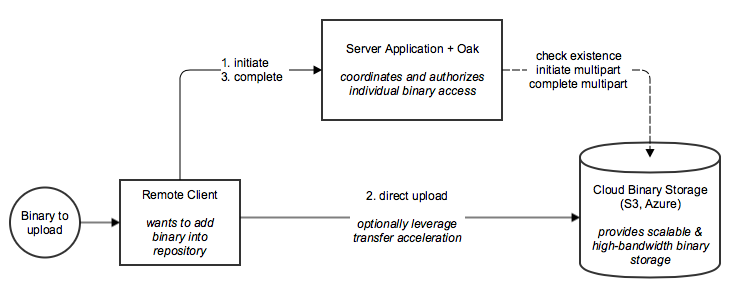 Server Application + Oak
coordinates and authorizes
individual binary access
1. initiate
3. complete
check existence
initiate multipart
complete multipart
Binary to
upload
Remote Client
wants to add
binary into
repository
2. direct upload
optionally leverage
transfer acceleration
Cloud Binary Storage
(S3, Azure)
provides scalable &
high-bandwidth binary
storage